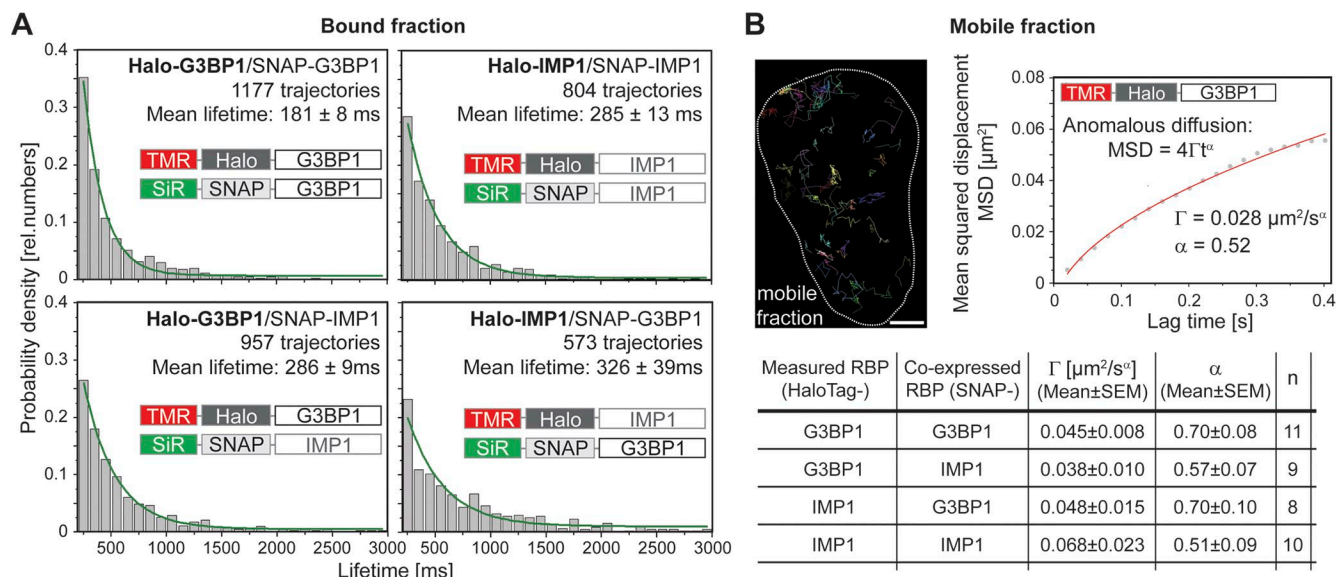 A
Bound fraction
Probability density [rel.numbers]
0.4
0.3
0.2
0.1
0
Halo-G3BP1/SNAP-G3BP1
1177 trajectories
Mean lifetime: 181 ± 8 ms
TMR Halo G3BP1
SiR SNAP G3BP1
Halo-IMP1/SNAP-IMP1
804 trajectories
Mean lifetime: 285 ± 13 ms
TMR Halo IMP1
SiR SNAP IMP1
0.4
0.3
0.2
0.1
0
Halo-G3BP1/SNAP-IMP1
957 trajectories
Mean lifetime: 286 ± 9ms
TMR Halo G3BP1
SiR SNAP IMP1
Halo-IMP1/SNAP-G3BP1
573 trajectories
Mean lifetime: 326 ± 39ms
TMR Halo IMP1
SiR SNAP G3BP1
500 1000 1500 2000 2500 3000 500 1000 1500 2000 2500 3000
Lifetime [ms]
B
Mobile fraction
mobile
fraction
Mean squared displacement
MSD [µm²]
0.08
0.06
0.04
0.02
0
TMR Halo G3BP1
Anomalous diffusion:
MSD = 4Γtᵅ
Γ = 0.028 µm²/sᵅ
α = 0.52
0.1 0.2 0.3 0.4
Lag time [s]
Measured RBP Co-expressed Γ [µm²/sᵅ] α n
(HaloTag-) RBP (SNAP-) (Mean±SEM) (Mean±SEM)
G3BP1 G3BP1 0.045±0.008 0.70±0.08 11
G3BP1 IMP1 0.038±0.010 0.57±0.07 9
IMP1 G3BP1 0.048±0.015 0.70±0.10 8
IMP1 IMP1 0.068±0.023 0.51±0.09 10